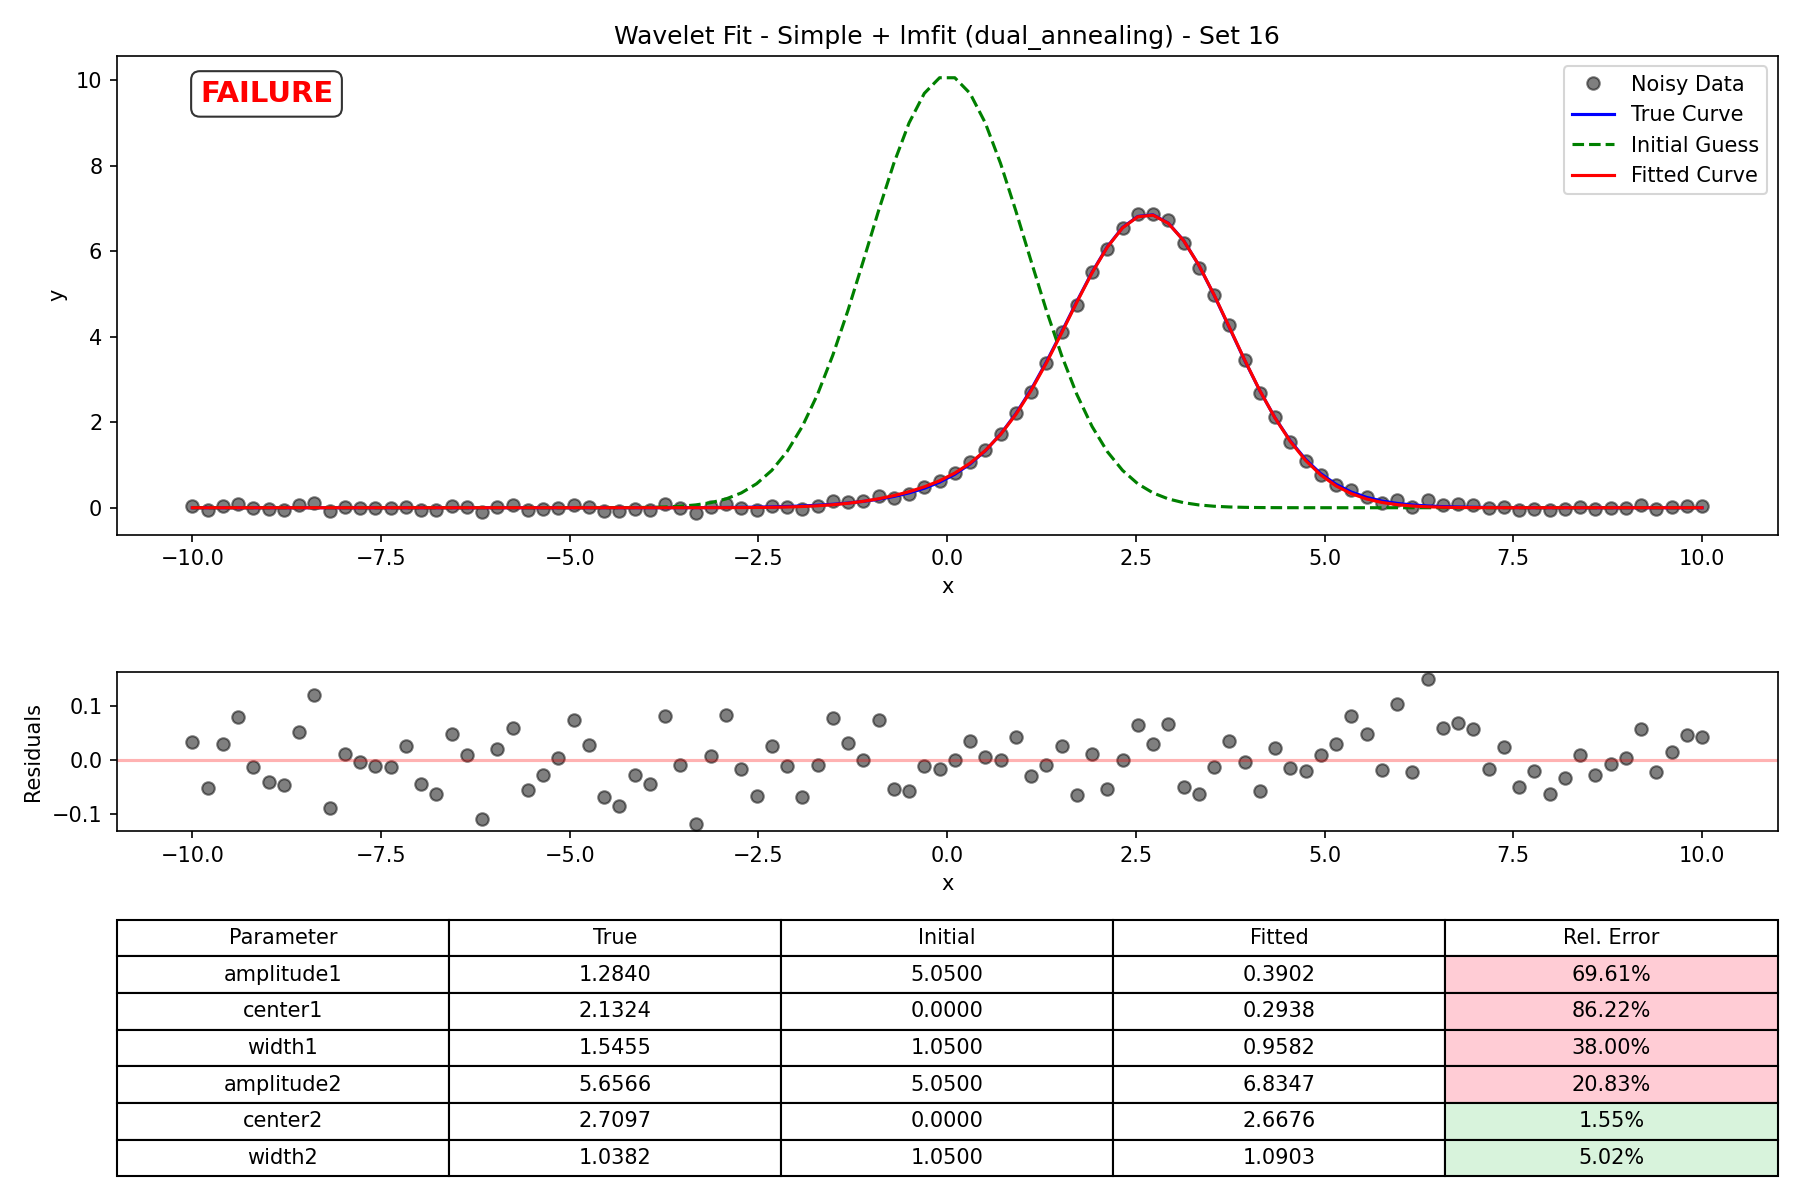 Wavelet Fit - Simple + lmfit (dual_annealing) - Set 16
FAILURE
Noisy Data
True Curve
Initial Guess
Fitted Curve
10
8
6
4
2
0
y
−10.0 −7.5 −5.0 −2.5 0.0 2.5 5.0 7.5 10.0
x
0.1
0.0
−0.1
Residuals
−10.0 −7.5 −5.0 −2.5 0.0 2.5 5.0 7.5 10.0
x
Parameter True Initial Fitted Rel. Error
amplitude1 1.2840 5.0500 0.3902 69.61%
center1 2.1324 0.0000 0.2938 86.22%
width1 1.5455 1.0500 0.9582 38.00%
amplitude2 5.6566 5.0500 6.8347 20.83%
center2 2.7097 0.0000 2.6676 1.55%
width2 1.0382 1.0500 1.0903 5.02%